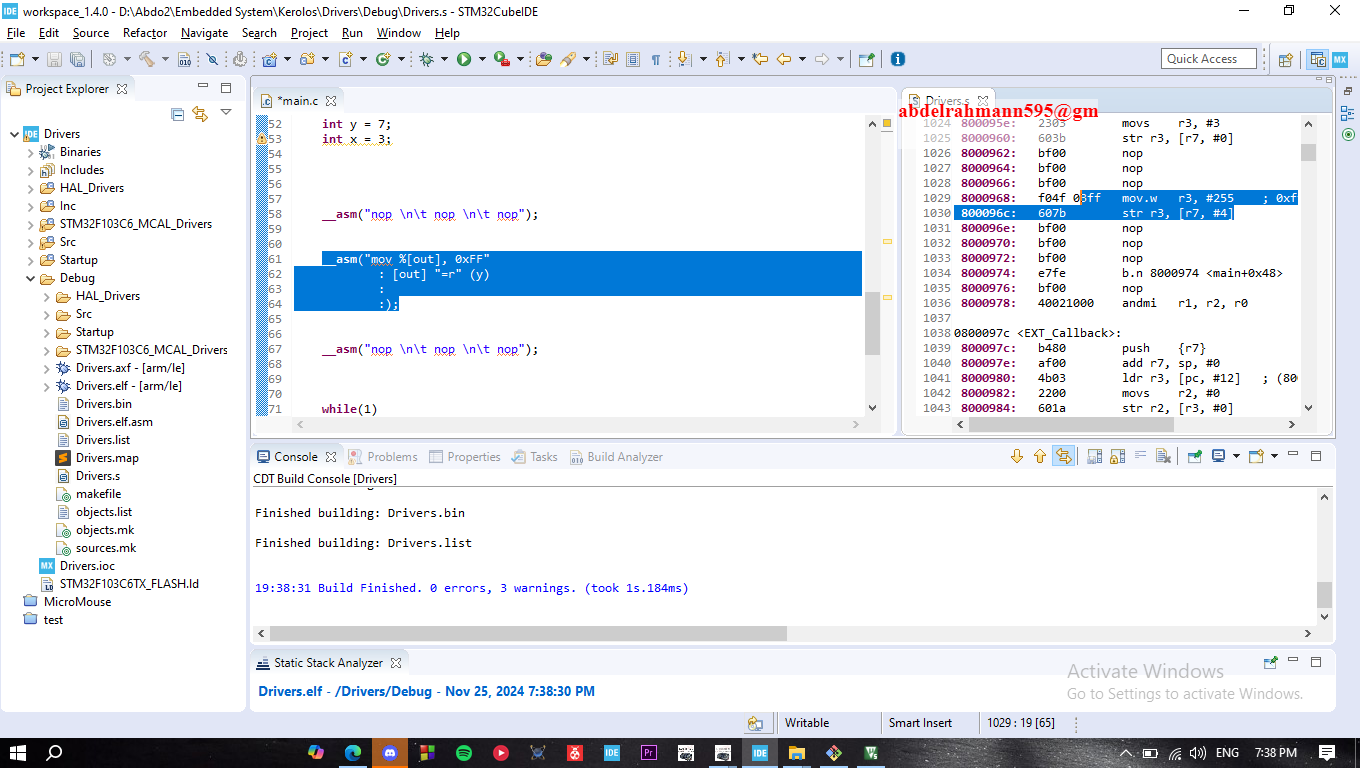 workspace_1.4.0 - D:\Abdo2\Embedded System\Kerolos\Drivers\Debug\Drivers.s - STM32CubeIDE
File Edit Source Refactor Navigate Search Project Run Window Help
Quick Access
Project Explorer
Drivers
Binaries
Includes
HAL_Drivers
Inc
STM32F103C6_MCAL_Drivers
Src
Startup
Debug
HAL_Drivers
Src
Startup
STM32F103C6_MCAL_Drivers
Drivers.axf - [arm/le]
Drivers.elf - [arm/le]
Drivers.bin
Drivers.elf.asm
Drivers.list
Drivers.map
Drivers.s
makefile
objects.list
objects.mk
sources.mk
Drivers.ioc
STM32F103C6TX_FLASH.ld
MicroMouse
test
*main.c
52 int y = 7;
53 int x = 3;
54
55
56
57
58 __asm("nop \n\t nop \n\t nop");
59
60
61 __asm("mov %[out], 0xFF"
62 : [out] "=r" (y)
63 :
64 :);
65
66
67 __asm("nop \n\t nop \n\t nop");
68
69
70
71 while(1)
Drivers.s
abdelrahmann595@gm
1024 800095e: 2303 movs r3, #3
1025 8000960: 603b str r3, [r7, #0]
1026 8000962: bf00 nop
1027 8000964: bf00 nop
1028 8000966: bf00 nop
1029 8000968: f04f 03ff mov.w r3, #255 ; 0xf
1030 800096c: 607b str r3, [r7, #4]
1031 800096e: bf00 nop
1032 8000970: bf00 nop
1033 8000972: bf00 nop
1034 8000974: e7fe b.n 8000974 <main+0x48>
1035 8000976: bf00 nop
1036 8000978: 40021000 andmi r1, r2, r0
1037
1038 0800097c <EXT_Callback>:
1039 800097c: b480 push {r7}
1040 800097e: af00 add r7, sp, #0
1041 8000980: 4b03 ldr r3, [pc, #12] ; (80
1042 8000982: 2200 movs r2, #0
1043 8000984: 601a str r2, [r3, #0]
Console Problems Properties Tasks Build Analyzer
CDT Build Console [Drivers]
Finished building: Drivers.bin
Finished building: Drivers.list
19:38:31 Build Finished. 0 errors, 3 warnings. (took 1s.184ms)
Static Stack Analyzer
Drivers.elf - /Drivers/Debug - Nov 25, 2024 7:38:30 PM
Activate Windows
Go to Settings to activate Windows.
Writable Smart Insert 1029 : 19 [65]
ENG 7:38 PM